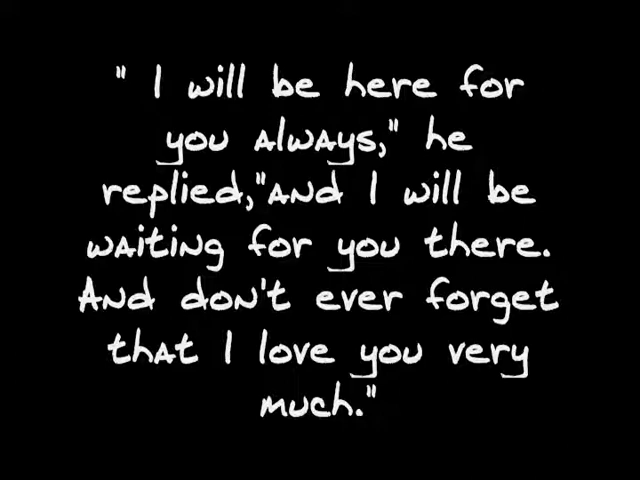 " I will be here for
you always," he
replied,"and I will be
waiting for you there.
And don't ever forget
that I love you very
much."